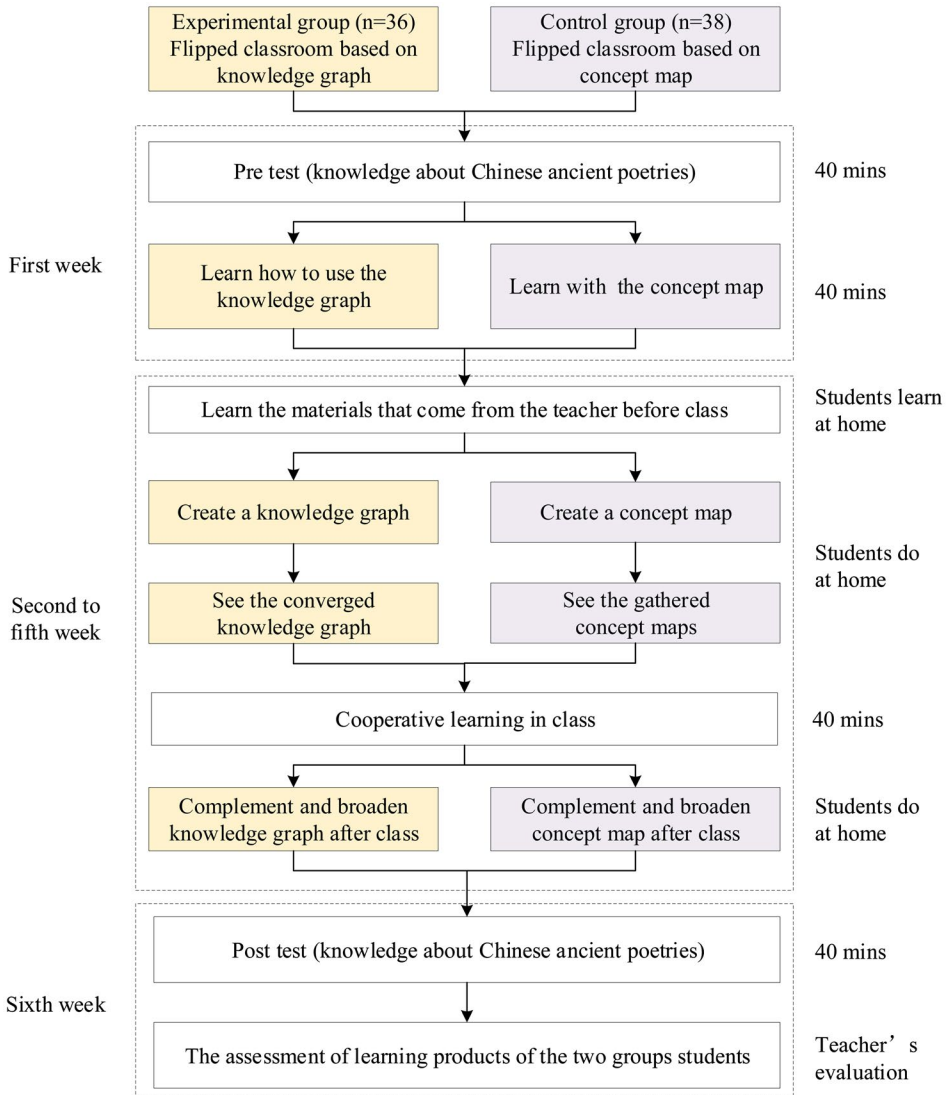 Experimental group (n=36)
Flipped classroom based on
knowledge graph
Control group (n=38)
Flipped classroom based on
concept map
Pre test (knowledge about Chinese ancient poetries)
40 mins
First week
Learn how to use the
knowledge graph
Learn with the concept map
40 mins
Learn the materials that come from the teacher before class
Students learn
at home
Create a knowledge graph
Create a concept map
Students do
at home
Second to
fifth week
See the converged
knowledge graph
See the gathered
concept maps
Cooperative learning in class
40 mins
Complement and broaden
knowledge graph after class
Complement and broaden
concept map after class
Students do
at home
Post test (knowledge about Chinese ancient poetries)
40 mins
Sixth week
The assessment of learning products of the two groups students
Teacher’s
evaluation